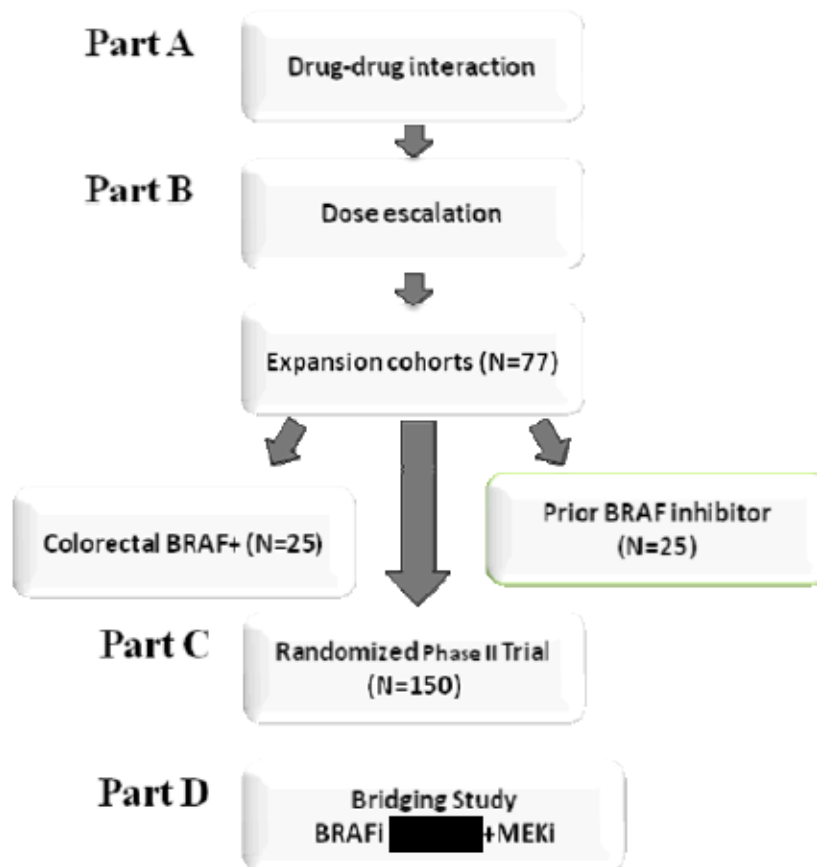 Part A
Drug-drug interaction
Part B
Dose escalation
Expansion cohorts (N=77)
Colorectal BRAF+ (N=25)
Prior BRAF inhibitor
(N=25)
Part C
Randomized Phase II Trial
(N=150)
Part D
Bridging Study
BRAFi +MEKi